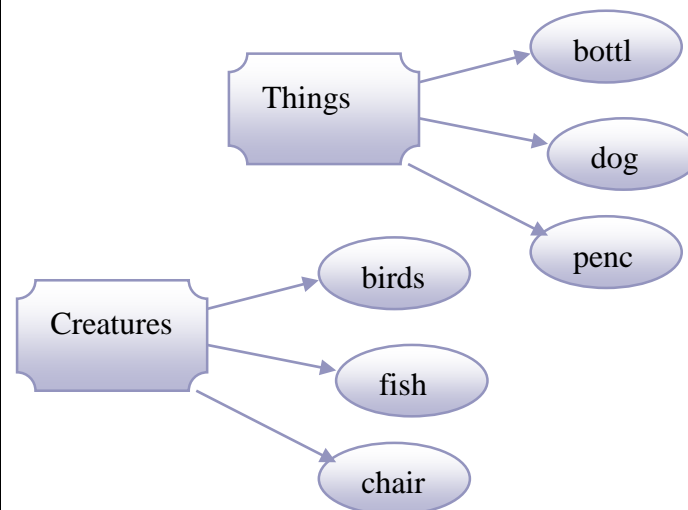 Things
bottl
dog
penc
Creatures
birds
fish
chair